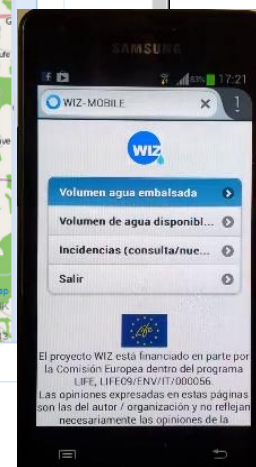 SAMSUNG
83% 17:21
WIZ-MOBILE
WIZ
Volumen agua embalsada
Volumen de agua disponibl...
Incidencias (consulta/nue...
Salir
Life
El proyecto WIZ está financiado en parte por
la Comisión Europea dentro del programa
LIFE, LIFE09/ENV/IT/000056.
Las opiniones expresadas en estas páginas
son las del autor / organización y no reflejan
necesariamente las opiniones de la